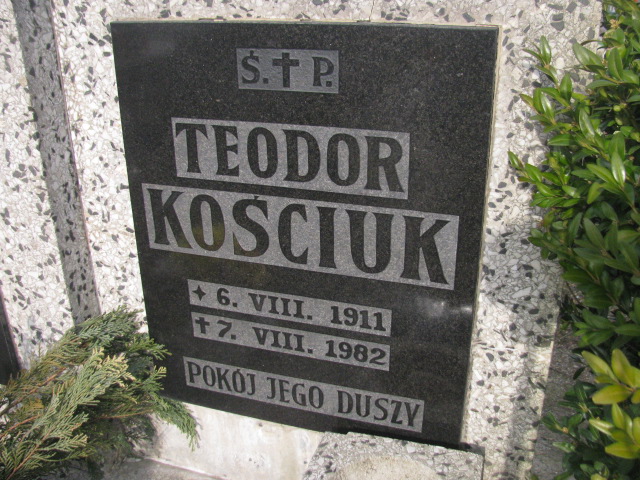 Ś.✝P.
TEODOR
KOŚCIUK
✦ 6. VIII. 1911
✝ 7. VIII. 1982
POKÓJ JEGO DUSZY